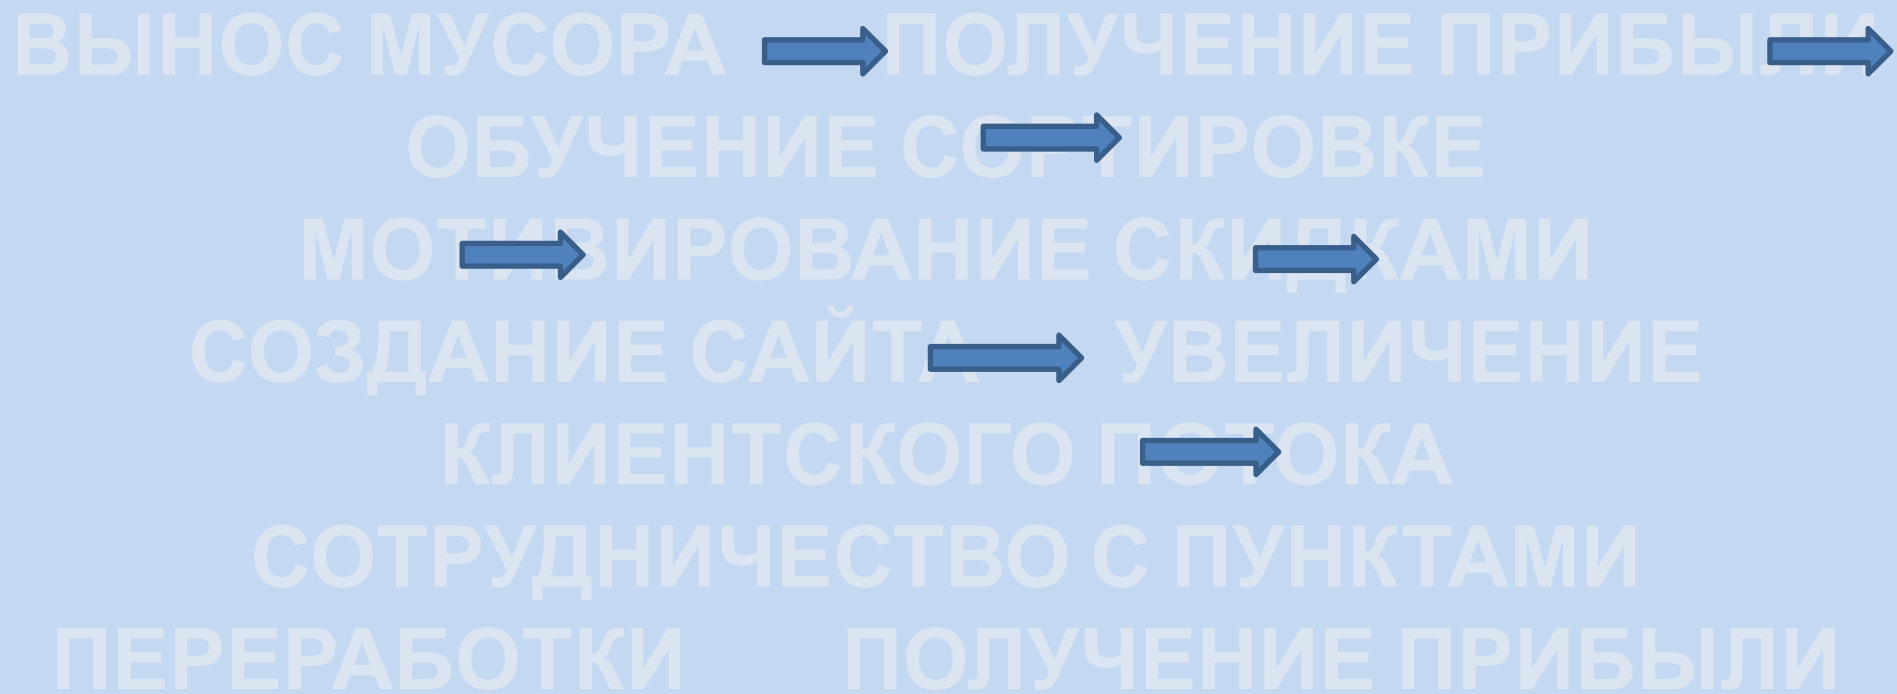 ВЫНОС МУСОРА ПОЛУЧЕНИЕ ПРИБЫЛИ
ОБУЧЕНИЕ СОРТИРОВКЕ
МОТИВИРОВАНИЕ СКИДКАМИ
СОЗДАНИЕ САЙТА УВЕЛИЧЕНИЕ
КЛИЕНТСКОГО ПОТОКА
СОТРУДНИЧЕСТВО С ПУНКТАМИ
ПЕРЕРАБОТКИ ПОЛУЧЕНИЕ ПРИБЫЛИ